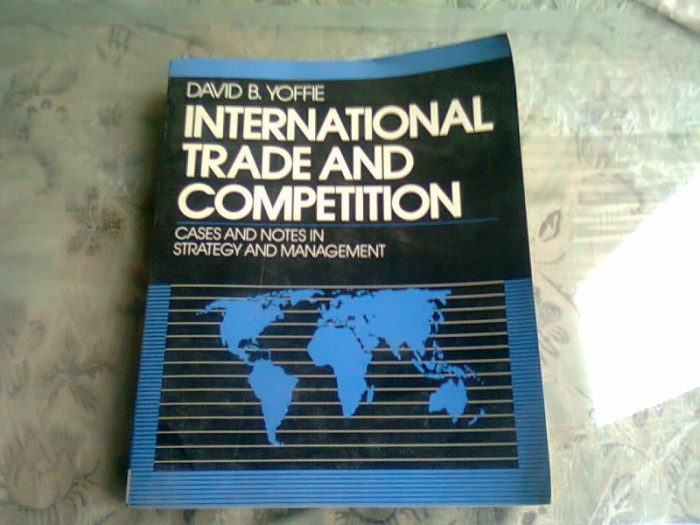 DAVID B. YOFFIE
INTERNATIONAL
TRADE AND
COMPETITION
CASES AND NOTES IN
STRATEGY AND MANAGEMENT